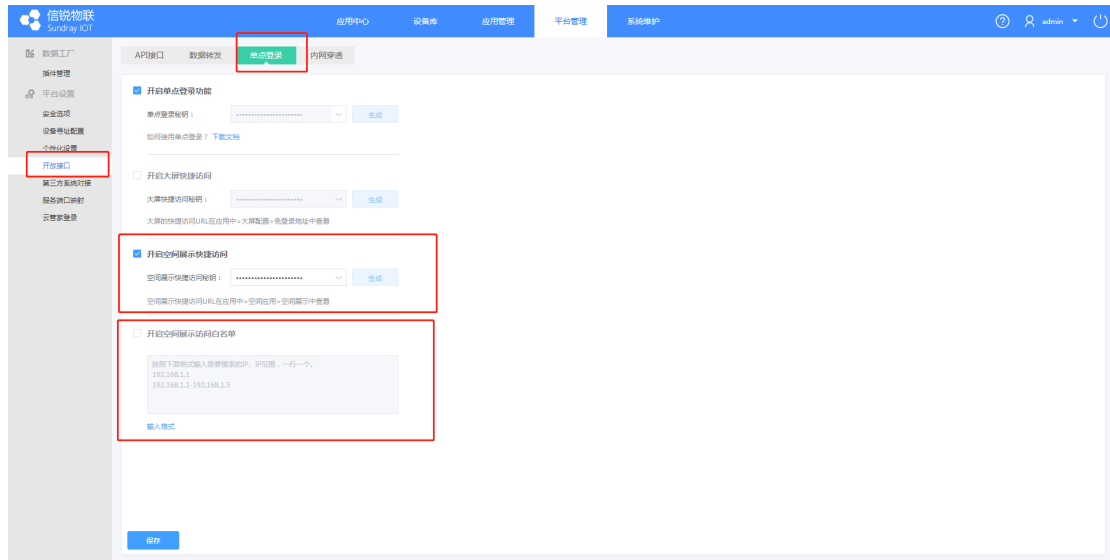 信锐物联
Sundray IOT
应用中心
设备库
应用管理
平台管理
系统维护
admin
数据工厂
插件管理
平台设置
安全选项
设备寻址配置
个性化设置
开放接口
第三方系统对接
服务端口映射
云管家登录
API接口
数据转发
单点登录
内网穿透
开启单点登录功能
单点登录秘钥：
生成
如何使用单点登录？ 下载文档
开启大屏快捷访问
大屏快捷访问秘钥：
生成
大屏的快捷访问URL在应用中>大屏配置>免登录地址中查看
开启空间展示快捷访问
空间展示快捷访问秘钥：
生成
空间展示快捷访问URL在应用中>空间应用>空间展示中查看
开启空间展示访问白名单
按照下面格式输入需要搜索的IP、IP范围，一行一个。
192.168.1.1
192.168.1.1-192.168.1.5
输入格式
保存